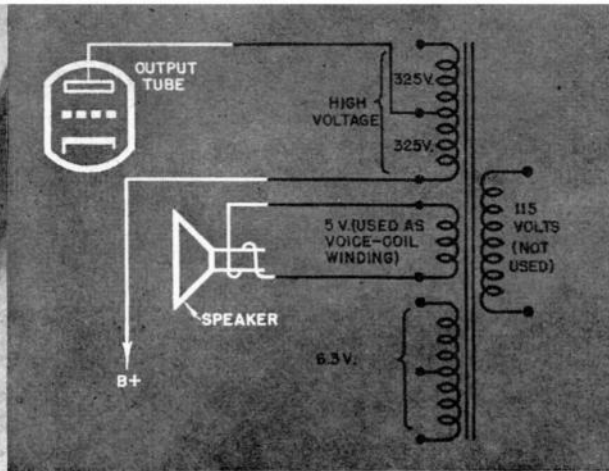 OUTPUT
TUBE
325V.
HIGH
VOLTAGE
325V.
5 V. (USED AS
VOICE-COIL
WINDING)
115
VOLTS
(NOT
USED)
SPEAKER
6.3 V.
B+